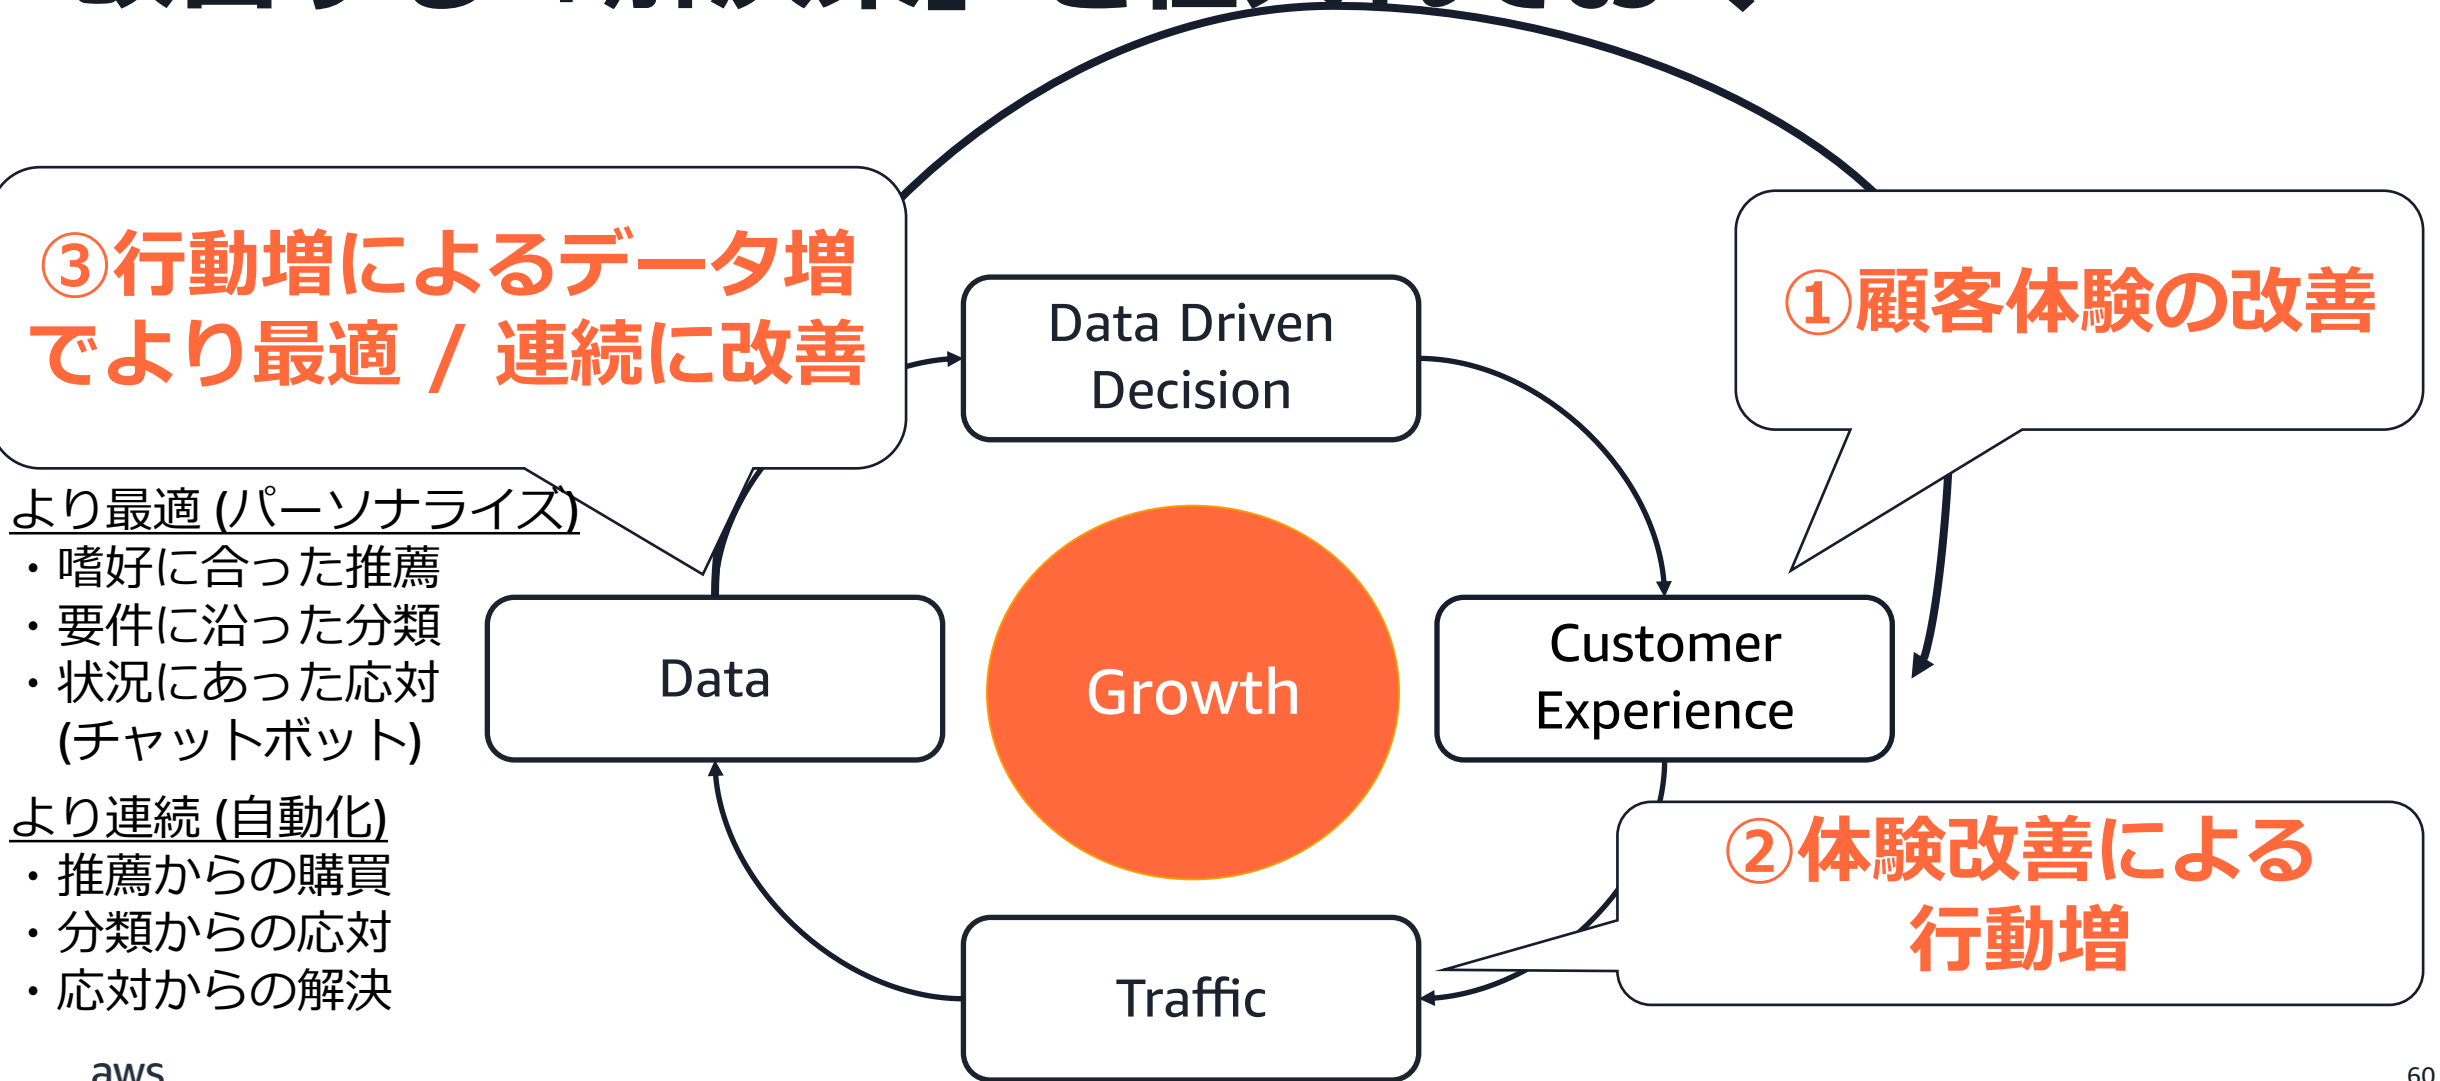 ③行動増によるデータ増
でより最適 / 連続に改善
①顧客体験の改善
Data Driven
Decision
より最適 (パーソナライズ)
・嗜好に合った推薦
・要件に沿った分類
・状況にあった応対
(チャットボット)
Data
Growth
Customer
Experience
より連続 (自動化)
・推薦からの購買
・分類からの応対
・応対からの解決
②体験改善による
行動増
Traffic
aws
60